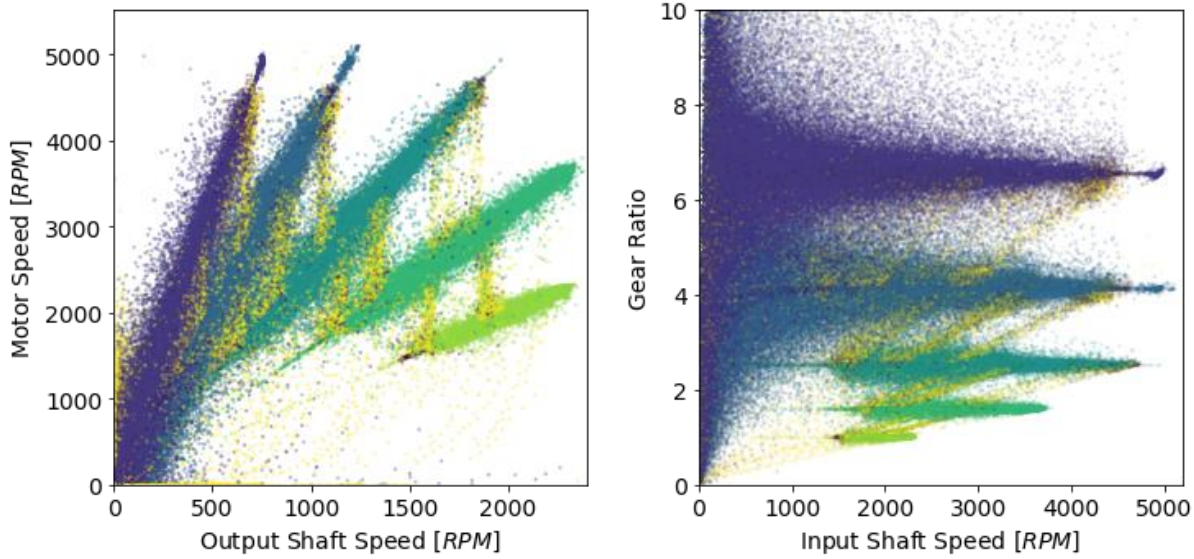 5000
4000
3000
2000
1000
0
Motor Speed [RPM]
0 500 1000 1500 2000
Output Shaft Speed [RPM]
10
8
6
4
2
0
Gear Ratio
0 1000 2000 3000 4000 5000
Input Shaft Speed [RPM]